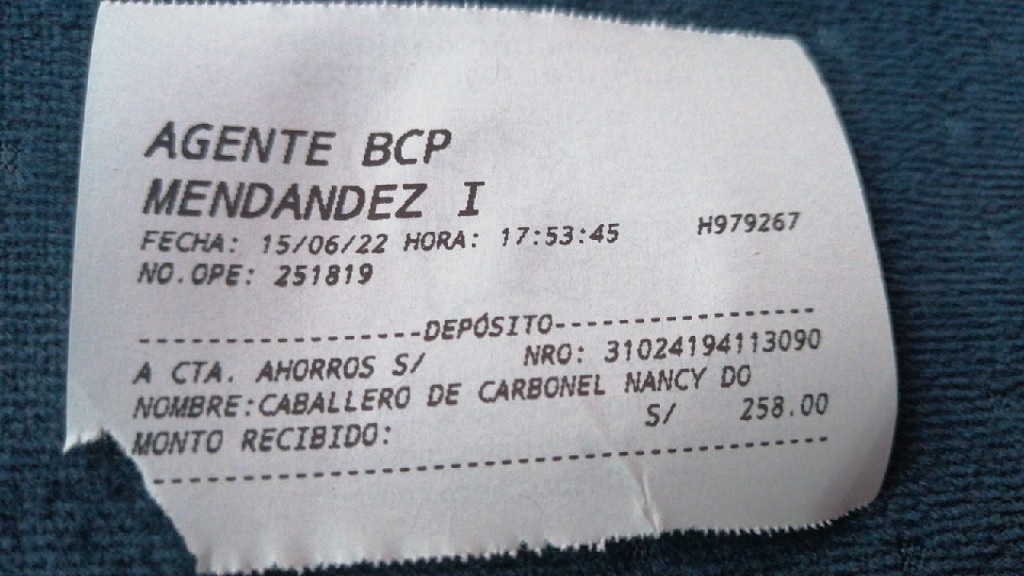 AGENTE BCP
MENDANDEZ I
FECHA: 15/06/22 HORA: 17:53:45 H979267
NO.OPE: 251819
-----------------DEPÓSITO----------------
A CTA. AHORROS S/ NRO: 31024194113090
NOMBRE:CABALLERO DE CARBONEL NANCY DO
MONTO RECIBIDO: S/ 258.00
-----------------------------------------